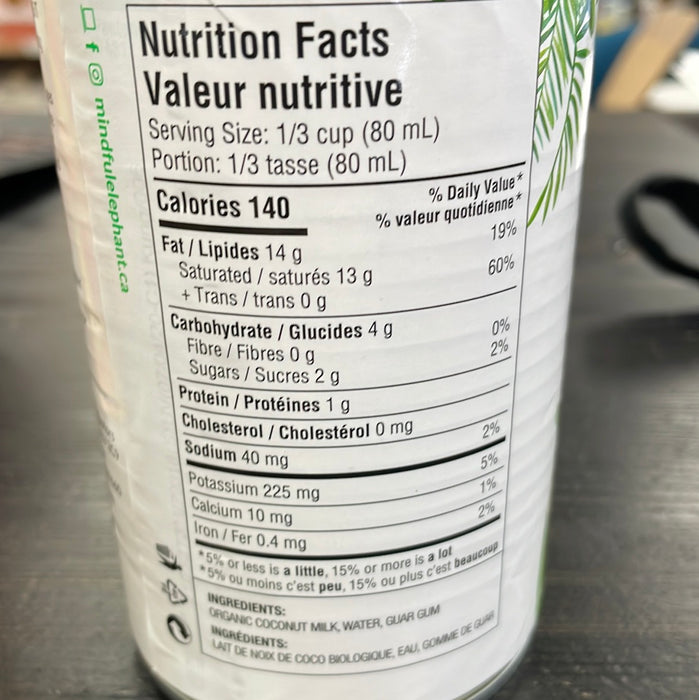 Nutrition Facts
Valeur nutritive
Serving Size: 1/3 cup (80 mL)
Portion: 1/3 tasse (80 mL)
Calories 140
% Daily Value*
% valeur quotidienne*
Fat / Lipides 14 g 19%
Saturated / saturés 13 g
+ Trans / trans 0 g 60%
Carbohydrate / Glucides 4 g
Fibre / Fibres 0 g 0%
Sugars / Sucres 2 g 2%
Protein / Protéines 1 g
Cholesterol / Cholestérol 0 mg
Sodium 40 mg 2%
Potassium 225 mg 5%
Calcium 10 mg 1%
Iron / Fer 0.4 mg 2%
*5% or less is a little, 15% or more is a lot
*5% ou moins c'est peu, 15% ou plus c'est beaucoup
INGREDIENTS:
ORGANIC COCONUT MILK, WATER, GUAR GUM
INGRÉDIENTS:
LAIT DE NOIX DE COCO BIOLOGIQUE, EAU, GOMME DE GUAR
mindfulelephant.ca